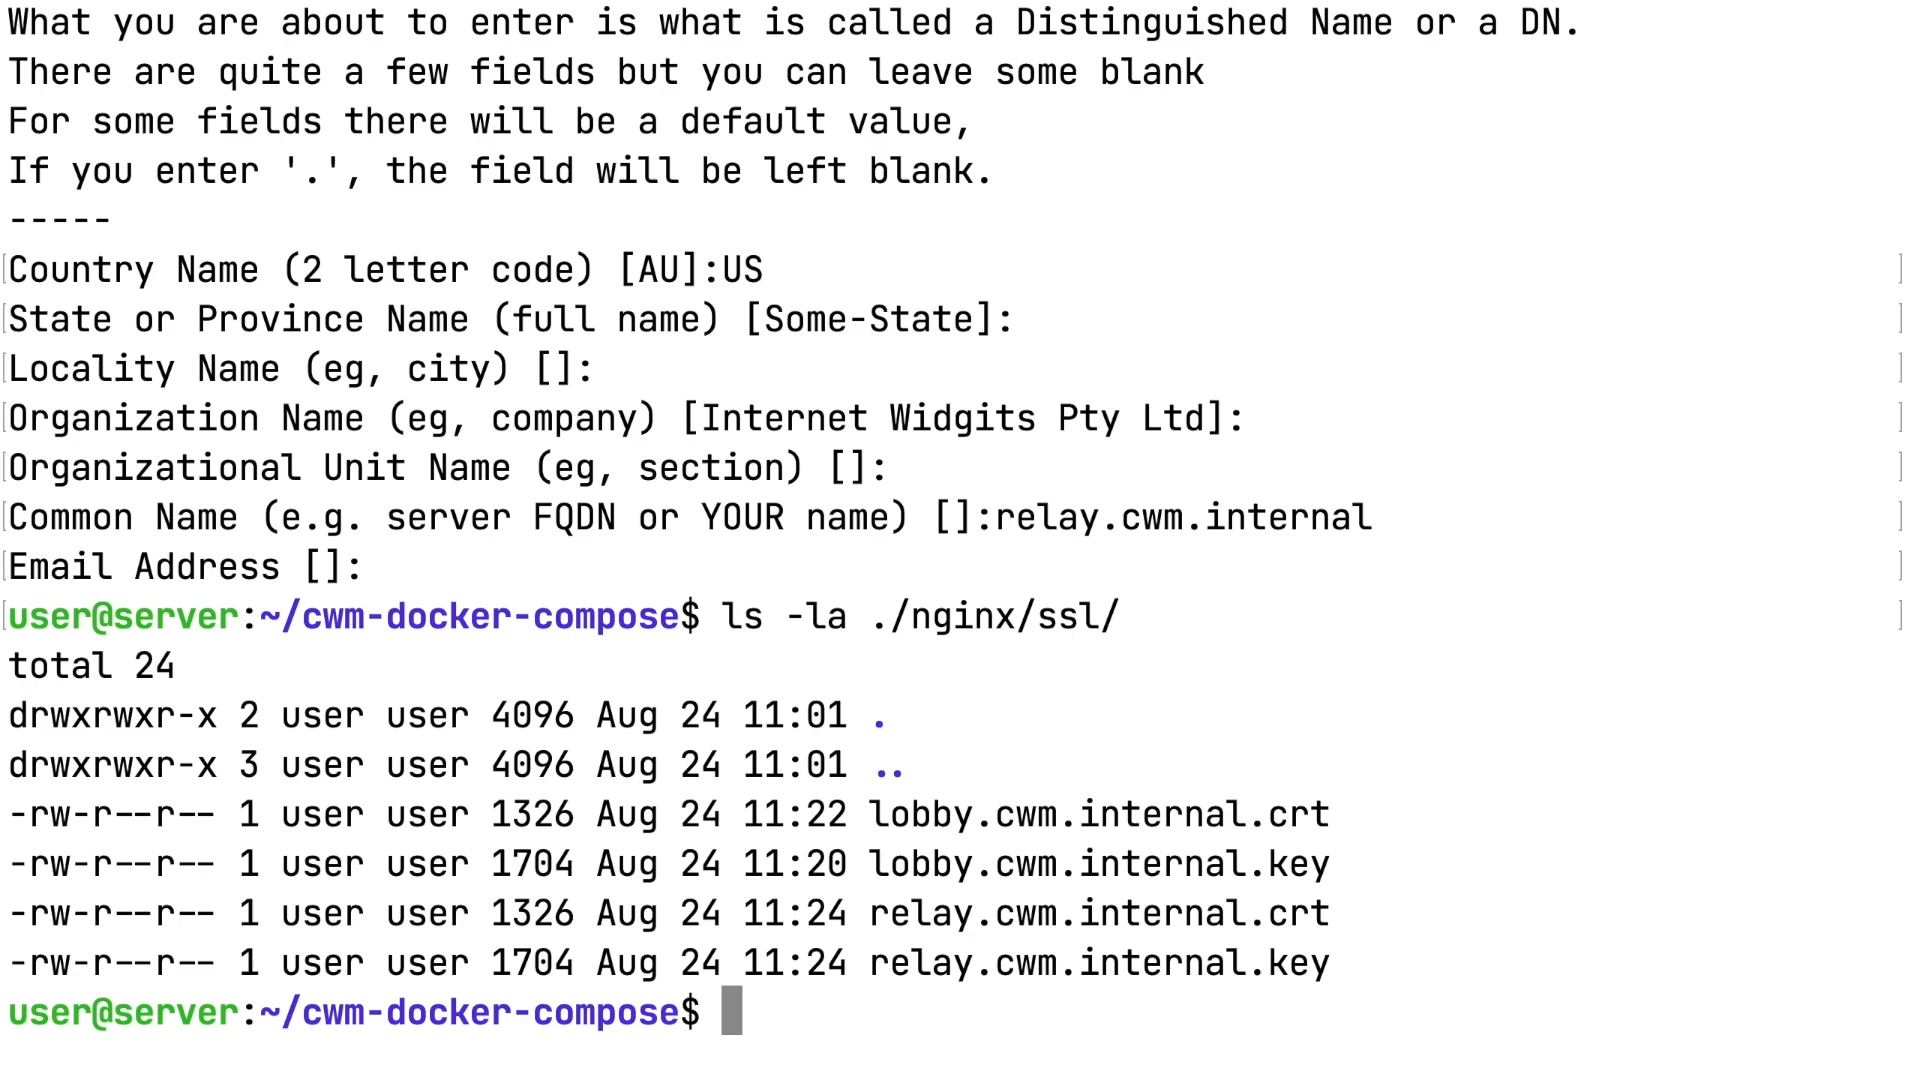 What you are about to enter is what is called a Distinguished Name or a DN.
There are quite a few fields but you can leave some blank
For some fields there will be a default value,
If you enter '.', the field will be left blank.
-----
[Country Name (2 letter code) [AU]:US ]
[State or Province Name (full name) [Some-State]: ]
[Locality Name (eg, city) []: ]
[Organization Name (eg, company) [Internet Widgits Pty Ltd]: ]
[Organizational Unit Name (eg, section) []: ]
[Common Name (e.g. server FQDN or YOUR name) []:relay.cwm.internal ]
[Email Address []: ]
[user@server:~/cwm-docker-compose$ ls -la ./nginx/ssl/ ]
total 24
drwxrwxr-x 2 user user 4096 Aug 24 11:01 .
drwxrwxr-x 3 user user 4096 Aug 24 11:01 ..
-rw-r--r-- 1 user user 1326 Aug 24 11:22 lobby.cwm.internal.crt
-rw-r--r-- 1 user user 1704 Aug 24 11:20 lobby.cwm.internal.key
-rw-r--r-- 1 user user 1326 Aug 24 11:24 relay.cwm.internal.crt
-rw-r--r-- 1 user user 1704 Aug 24 11:24 relay.cwm.internal.key
user@server:~/cwm-docker-compose$